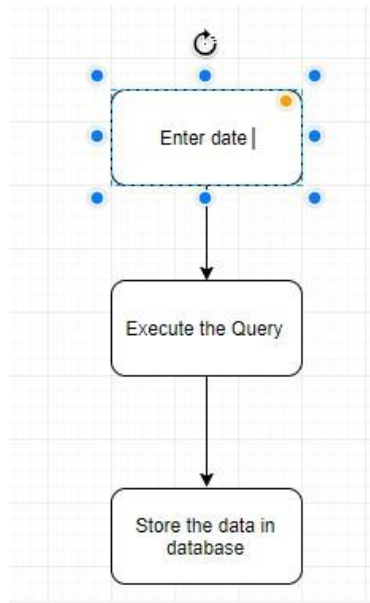 Enter date
Execute the Query
Store the data in
database